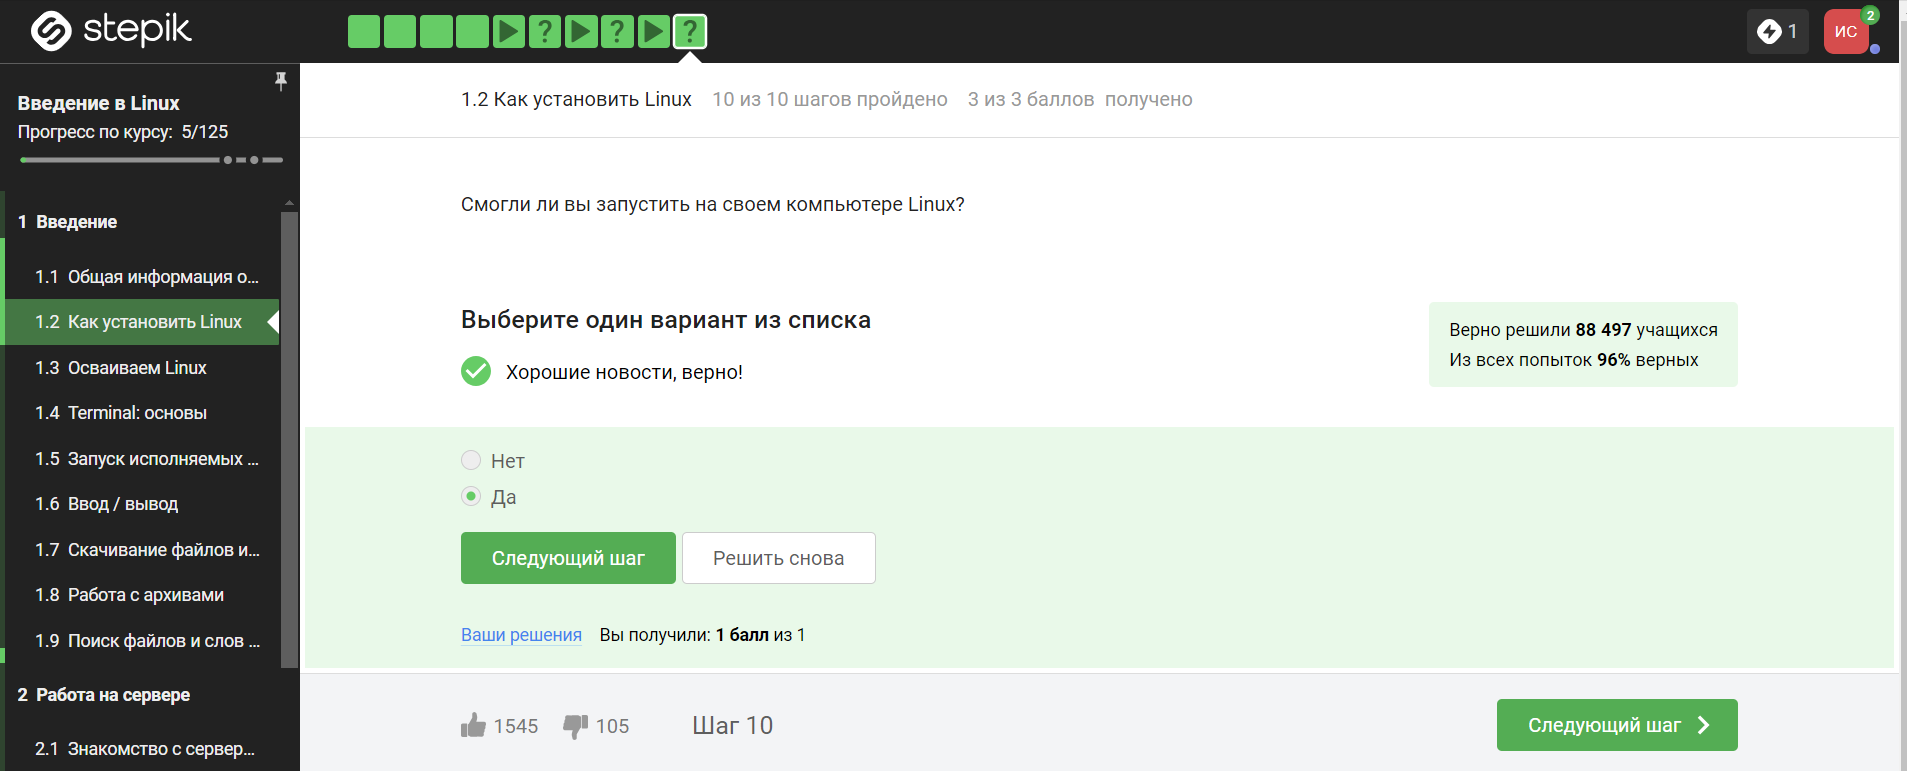 stepik
?
?
?
1
ИС
2
Введение в Linux
Прогресс по курсу: 5/125
1 Введение
1.1 Общая информация о...
1.2 Как установить Linux
1.3 Осваиваем Linux
1.4 Terminal: основы
1.5 Запуск исполняемых ...
1.6 Ввод / вывод
1.7 Скачивание файлов и...
1.8 Работа с архивами
1.9 Поиск файлов и слов ...
2 Работа на сервере
2.1 Знакомство с сервер...
1.2 Как установить Linux 10 из 10 шагов пройдено 3 из 3 баллов получено
Смогли ли вы запустить на своем компьютере Linux?
Выберите один вариант из списка
Хорошие новости, верно!
Верно решили 88 497 учащихся
Из всех попыток 96% верных
Нет
Да
Следующий шаг
Решить снова
Ваши решения Вы получили: 1 балл из 1
1545
105
Шаг 10
Следующий шаг